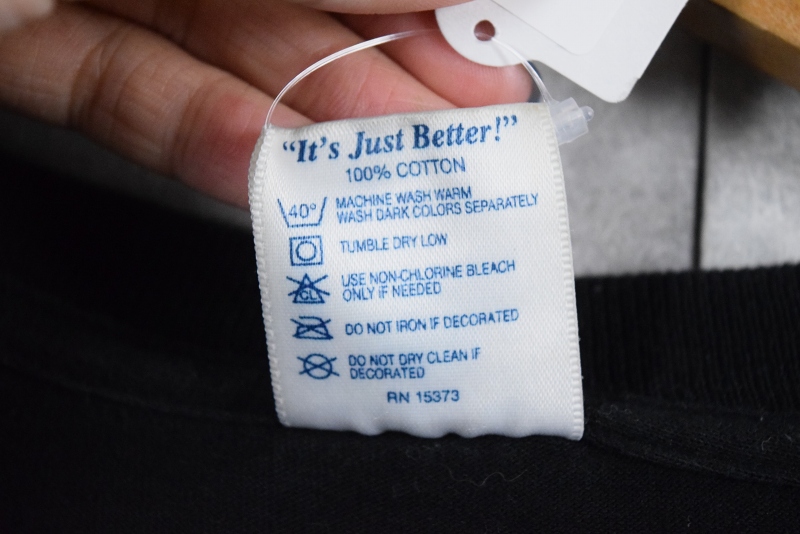 “It's Just Better!”
100% COTTON
40°
MACHINE WASH WARM
WASH DARK COLORS SEPARATELY
TUMBLE DRY LOW
CL
USE NON-CHLORINE BLEACH
ONLY IF NEEDED
DO NOT IRON IF DECORATED
DO NOT DRY CLEAN IF
DECORATED
RN 15373